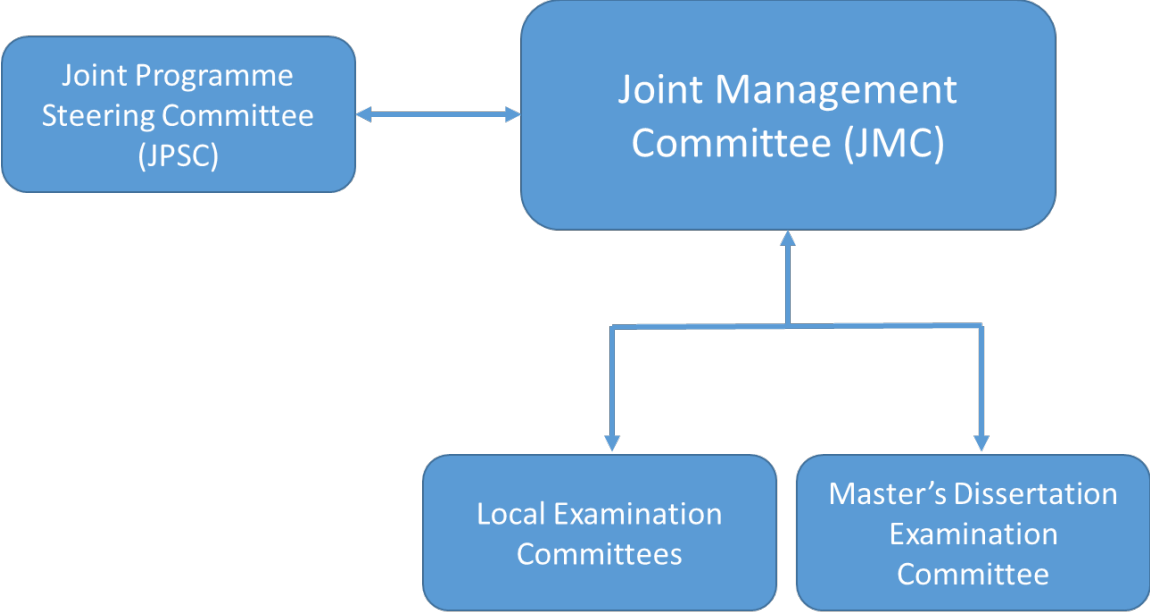 Joint Programme
Steering Committee
(JPSC)
Joint Management
Committee (JMC)
Local Examination
Committees
Master’s Dissertation
Examination
Committee